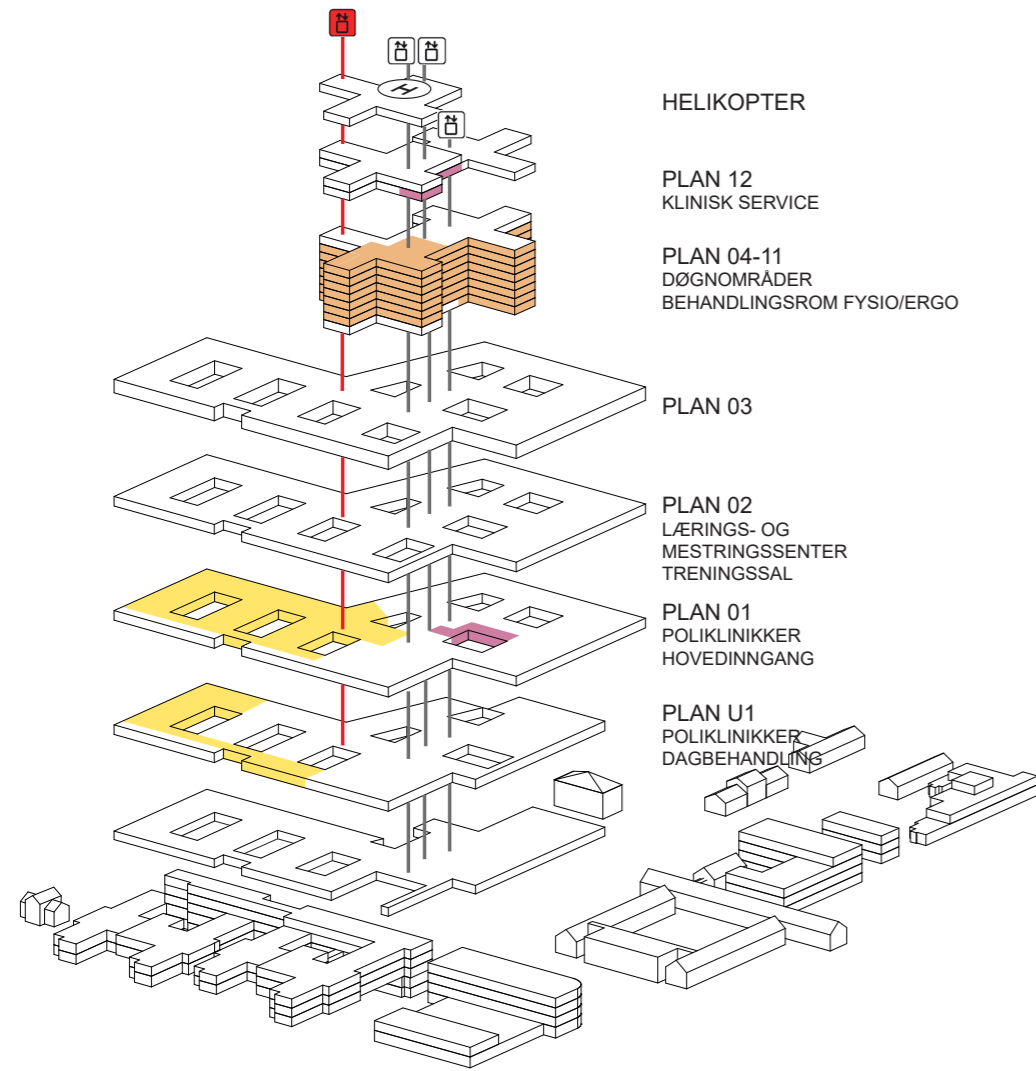 H
HELIKOPTER
PLAN 12
KLINISK SERVICE
PLAN 04-11
DØGNOMRÅDER
BEHANDLINGSROM FYSIO/ERGO
PLAN 03
PLAN 02
LÆRINGS- OG
MESTRINGSSENTER
TRENINGSSAL
PLAN 01
POLIKLINIKKER
HOVEDINNGANG
PLAN U1
POLIKLINIKKER
DAGBEHANDLING